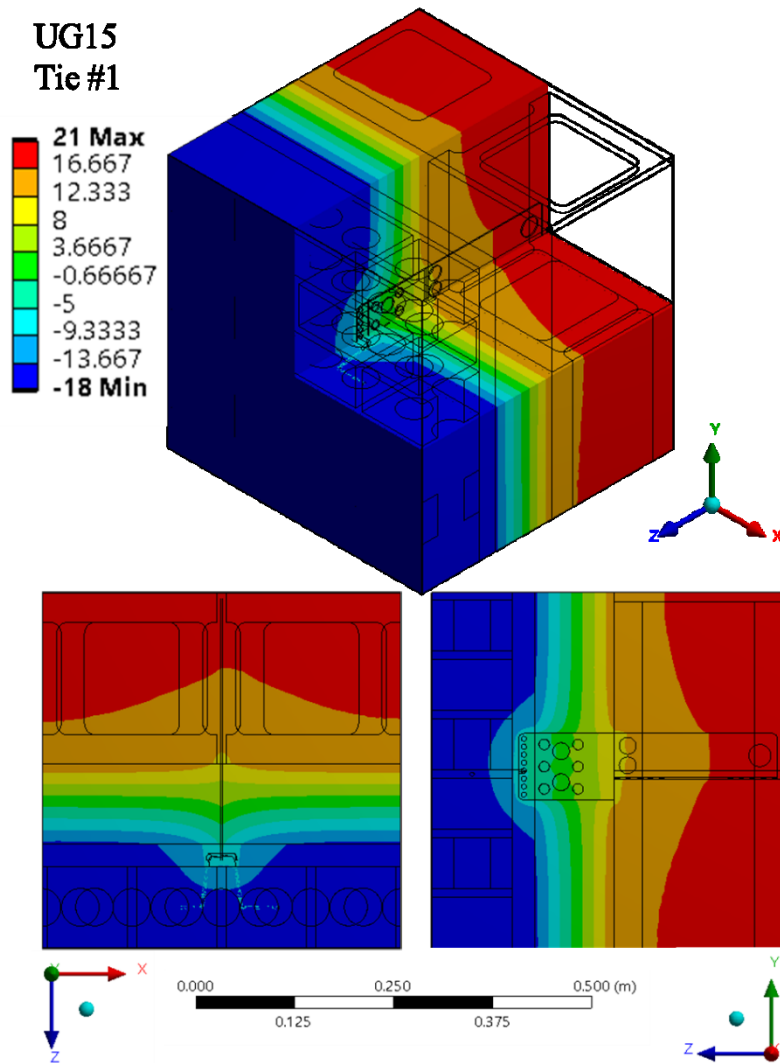 UG15
Tie #1
21 Max
16.667
12.333
8
3.6667
-0.66667
-5
-9.3333
-13.667
-18 Min
Y
Z
X
X
Z
0.000
0.250
0.500 (m)
0.125
0.375
Y
Z